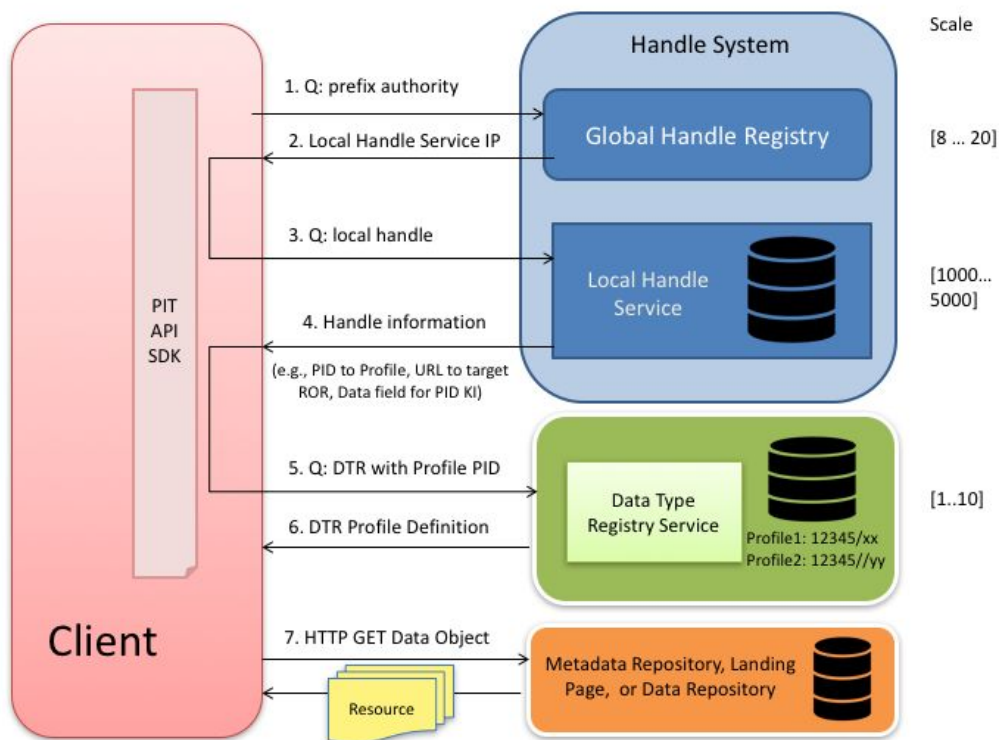 Scale
Handle System
1. Q: prefix authority
Global Handle Registry
[8 ... 20]
2. Local Handle Service IP
3. Q: local handle
Local Handle
Service
[1000...
5000]
PIT
API
SDK
4. Handle information
(e.g., PID to Profile, URL to target
ROR, Data field for PID KI)
5. Q: DTR with Profile PID
Data Type
Registry Service
[1..10]
6. DTR Profile Definition
Profile1: 12345/xx
Profile2: 12345//yy
Client
7. HTTP GET Data Object
Metadata Repository, Landing
Page, or Data Repository
Resource